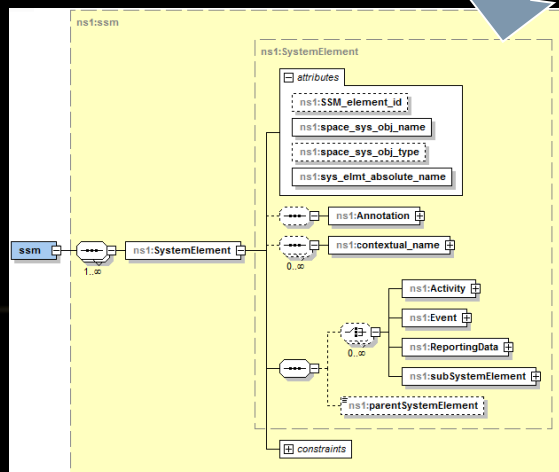 ns1:ssm
ns1:SystemElement
attributes
ns1:SSM_element_id
ns1:space_sys_obj_name
ns1:space_sys_obj_type
ns1:sys_elmt_absolute_name
ns1:Annotation
ns1:contextual_name
0..∞
ssm
1..∞
ns1:SystemElement
ns1:Activity
ns1:Event
0..∞
ns1:ReportingData
ns1:subSystemElement
ns1:parentSystemElement
constraints